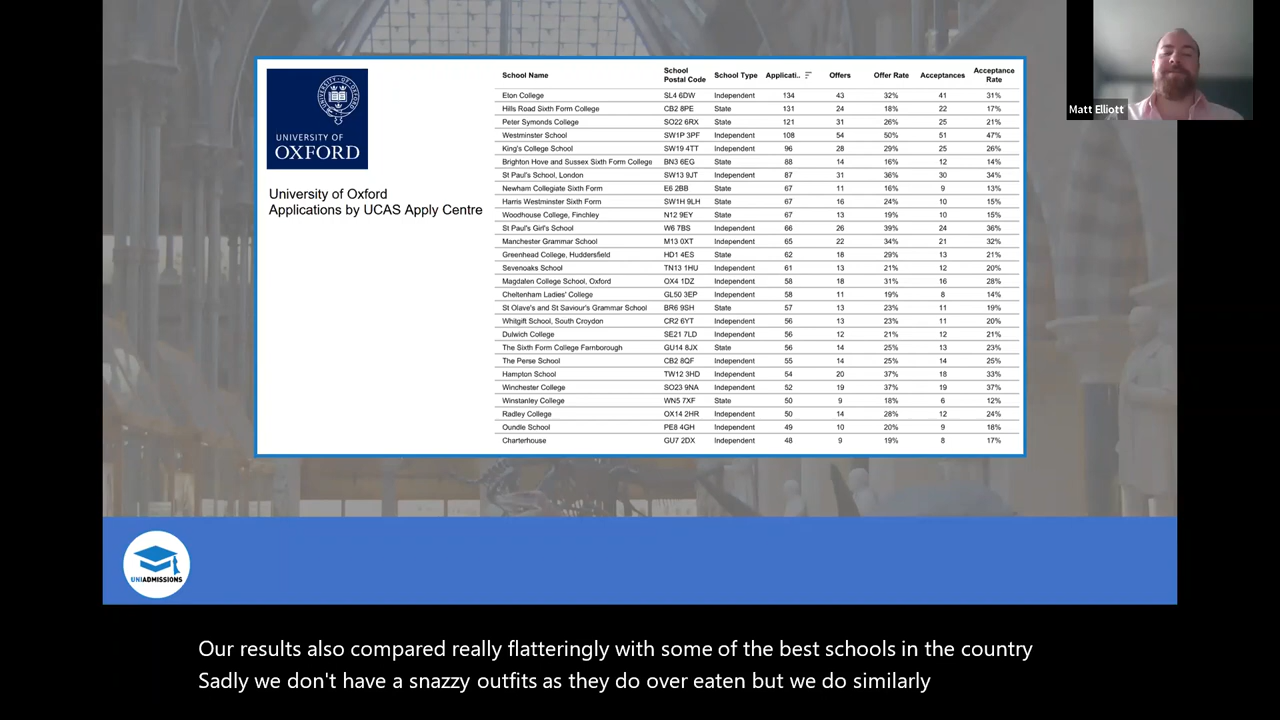 UNIVERSITY OF
OXFORD
University of Oxford
Applications by UCAS Apply Centre
School Name School Postal Code School Type Applicati.. Offers Offer Rate Acceptances Acceptance Rate
Eton College SL4 6DW Independent 134 43 32% 41 31%
Hills Road Sixth Form College CB2 8PE State 131 24 18% 22 17%
Peter Symonds College SO22 6RX State 121 31 26% 25 21%
Westminster School SW1P 3PF Independent 108 54 50% 51 47%
King's College School SW19 4TT Independent 96 28 29% 25 26%
Brighton Hove and Sussex Sixth Form College BN3 6EG State 88 14 16% 12 14%
St Paul's School, London SW13 9JT Independent 87 31 36% 30 34%
Newham Collegiate Sixth Form E6 2BB State 67 11 16% 9 13%
Harris Westminster Sixth Form SW1H 9LH State 67 16 24% 10 15%
Woodhouse College, Finchley N12 9EY State 67 13 19% 10 15%
St Paul's Girl's School W6 7BS Independent 66 26 39% 24 36%
Manchester Grammar School M13 0XT Independent 65 22 34% 21 32%
Greenhead College, Huddersfield HD1 4ES State 62 18 29% 13 21%
Sevenoaks School TN13 1HU Independent 61 13 21% 12 20%
Magdalen College School, Oxford OX4 1DZ Independent 58 18 31% 16 28%
Cheltenham Ladies' College GL50 3EP Independent 58 11 19% 8 14%
St Olave's and St Saviour's Grammar School BR6 9SH State 57 13 23% 11 19%
Whitgift School, South Croydon CR2 6YT Independent 56 13 23% 11 20%
Dulwich College SE21 7LD Independent 56 12 21% 12 21%
The Sixth Form College Farnborough GU14 8JX State 56 14 25% 13 23%
The Perse School CB2 8QF Independent 55 14 25% 14 25%
Hampton School TW12 3HD Independent 54 20 37% 18 33%
Winchester College SO23 9NA Independent 52 19 37% 19 37%
Winstanley College WN5 7XF State 50 9 18% 6 12%
Radley College OX14 2HR Independent 50 14 28% 12 24%
Oundle School PE8 4GH Independent 49 10 20% 9 18%
Charterhouse GU7 2DX Independent 48 9 19% 8 17%
Matt Elliott
UNIADMISSIONS
Our results also compared really flatteringly with some of the best schools in the country
Sadly we don't have a snazzy outfits as they do over eaten but we do similarly